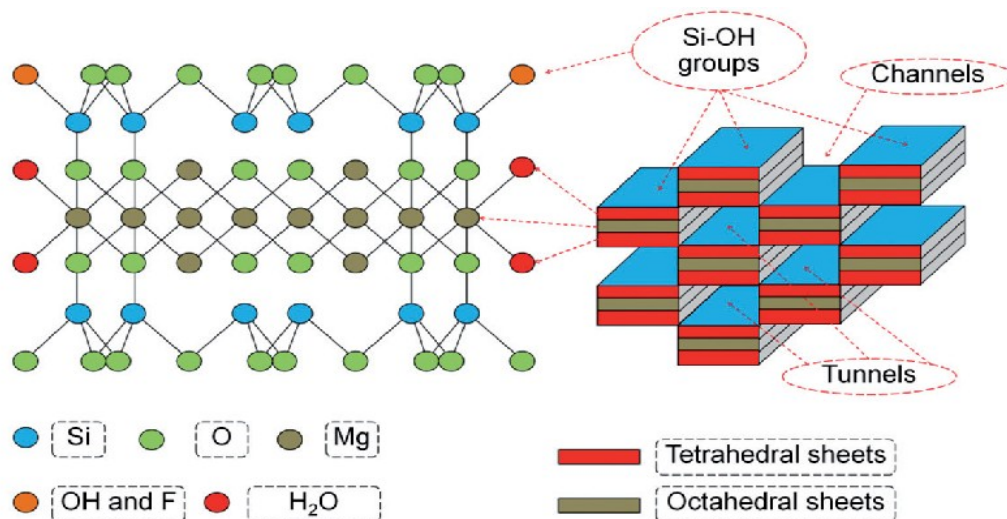 Si-OH
groups
Channels
Tunnels
Si
O
Mg
OH and F
H₂O
Tetrahedral sheets
Octahedral sheets